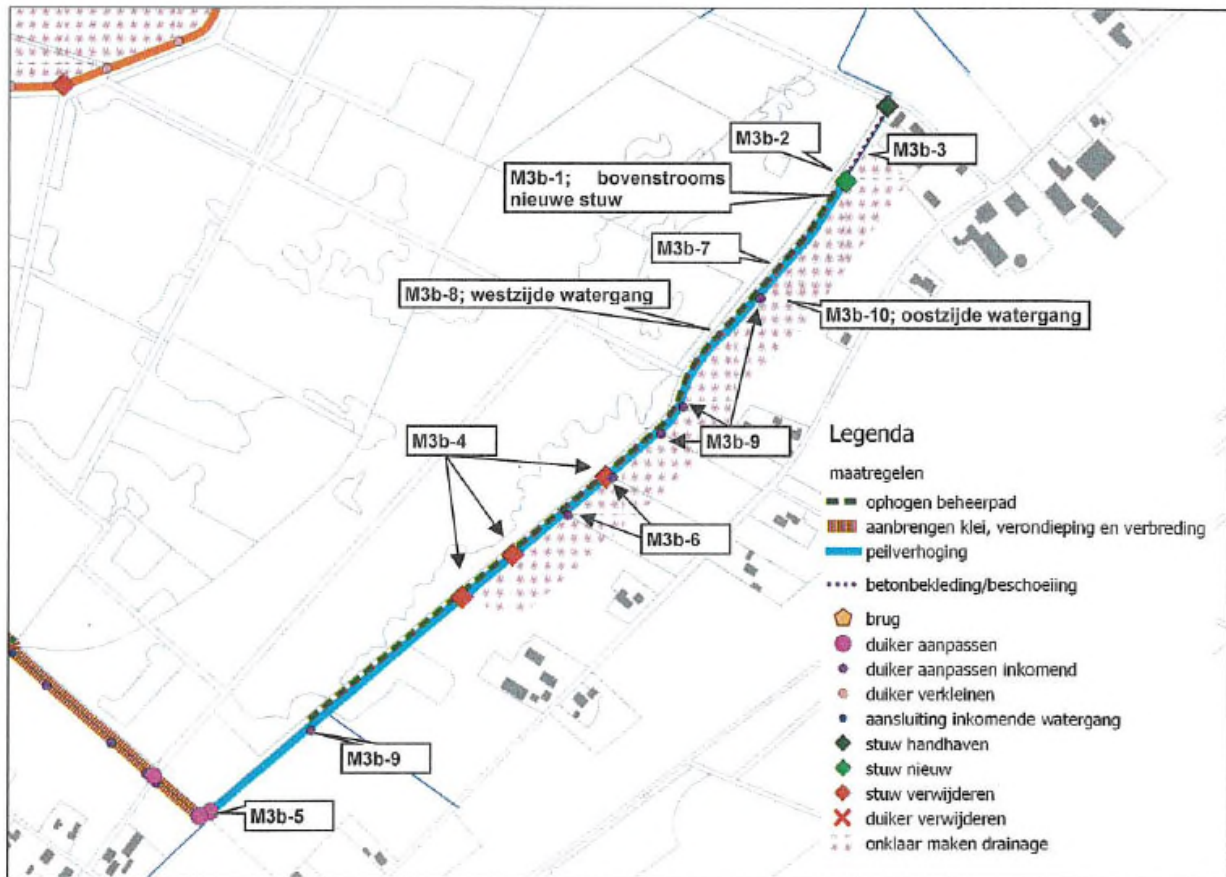 M3b-2
M3b-3
M3b-1; bovenstrooms
nieuwe stuw
M3b-7
M3b-8; westzijde watergang
M3b-10; oostzijde watergang
M3b-4
M3b-9
M3b-6
M3b-9
M3b-5
Legenda
maatregelen
ophogen beheerpad
aanbrengen klei, verondieping en verbreding
peilverhoging
betonbekleding/beschoeiing
brug
duiker aanpassen
duiker aanpassen inkomend
duiker verkleinen
aansluiting inkomende watergang
stuw handhaven
stuw nieuw
stuw verwijderen
duiker verwijderen
onklaar maken drainage